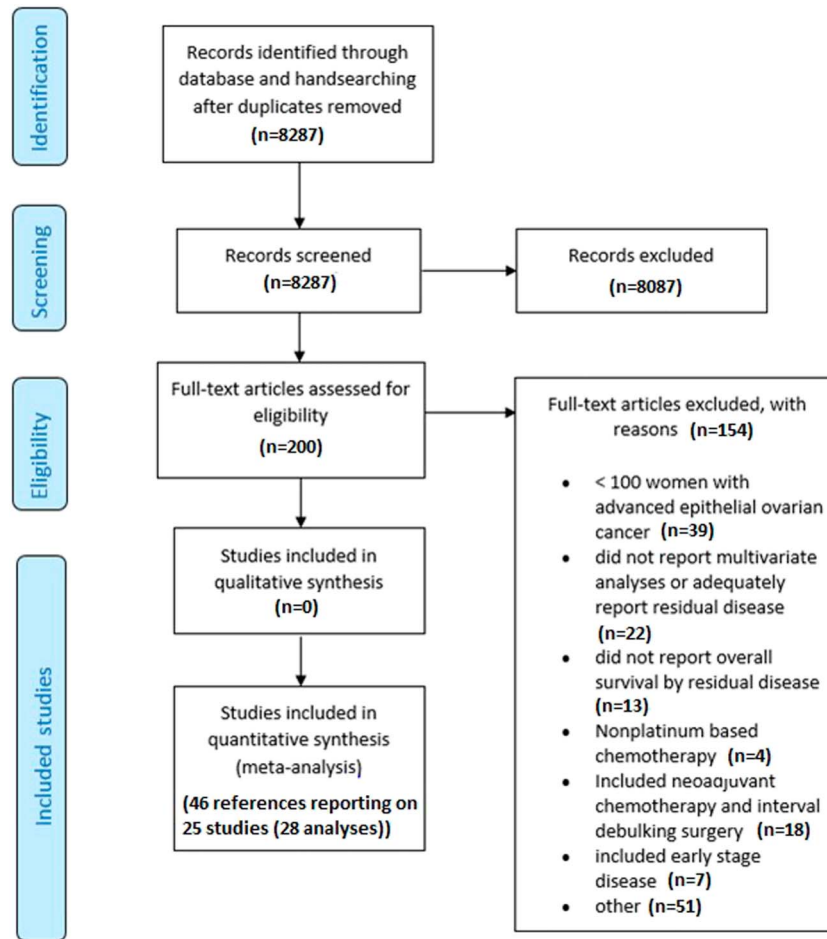 Identification
Records identified through
database and handsearching
after duplicates removed
(n=8287)
Screening
Records screened
(n=8287)
Records excluded
(n=8087)
Eligibility
Full-text articles assessed for
eligibility
(n=200)
Full-text articles excluded, with
reasons (n=154)
• < 100 women with
advanced epithelial ovarian
cancer (n=39)
• did not report multivariate
analyses or adequately
report residual disease
(n=22)
• did not report overall
survival by residual disease
(n=13)
• Nonplatinum based
chemotherapy (n=4)
• Included neoadjuvant
chemotherapy and interval
debulking surgery (n=18)
• included early stage
disease (n=7)
• other (n=51)
Included studies
Studies included in
qualitative synthesis
(n=0)
Studies included in
quantitative synthesis
(meta-analysis)
(46 references reporting on
25 studies (28 analyses))